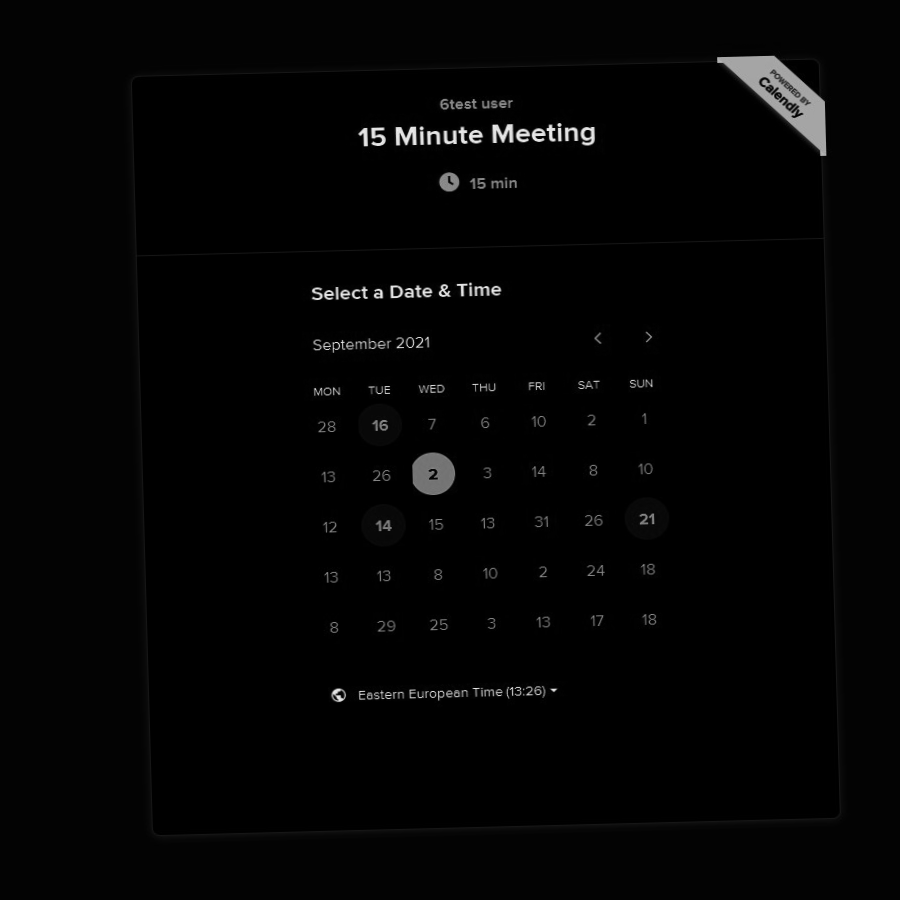 POWERED BY
Calendly
6test user
15 Minute Meeting
15 min
Select a Date & Time
September 2021
MON TUE WED THU FRI SAT SUN
28 16 7 6 10 2 1
13 26 2 3 14 8 10
12 14 15 13 31 26 21
13 13 8 10 2 24 18
8 29 25 3 13 17 18
Eastern European Time (13:26)